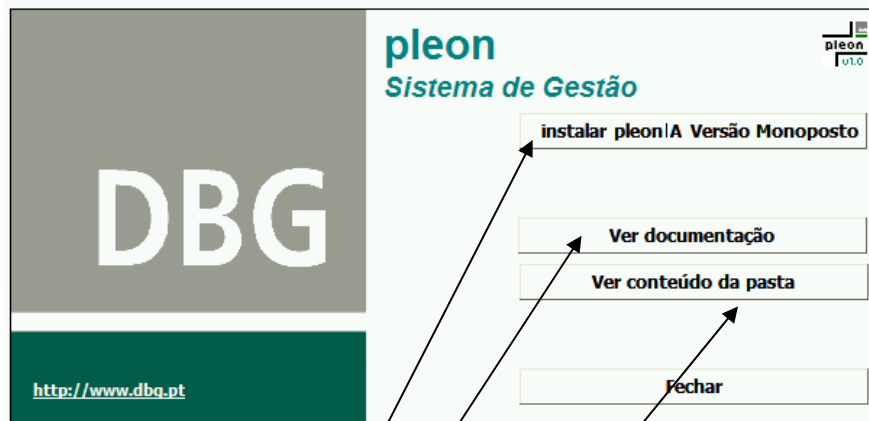 pleon
Sistema de Gestão
pleon
v1.0
instalar pleon|A Versão Monoposto
DBG
Ver documentação
Ver conteúdo da pasta
http://www.dbg.pt
Fechar